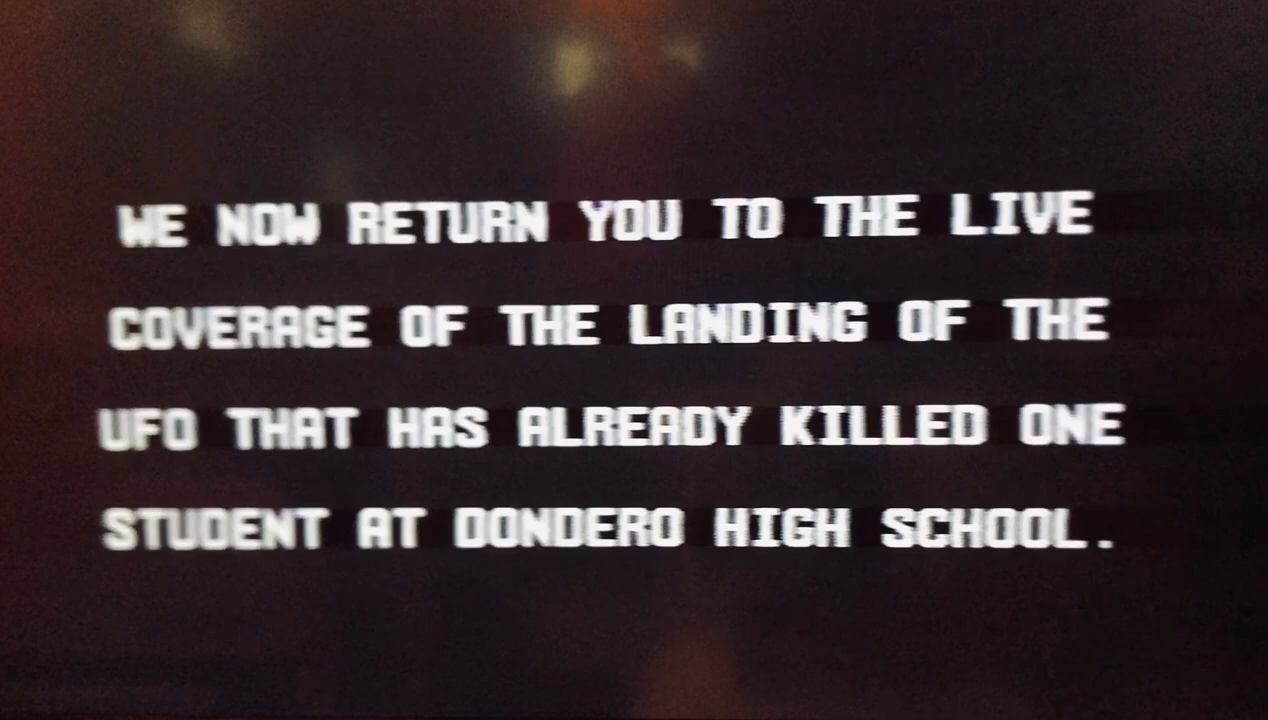 WE NOW RETURN YOU TO THE LIVE
COVERAGE OF THE LANDING OF THE
UFO THAT HAS ALREADY KILLED ONE
STUDENT AT DONDERO HIGH SCHOOL.